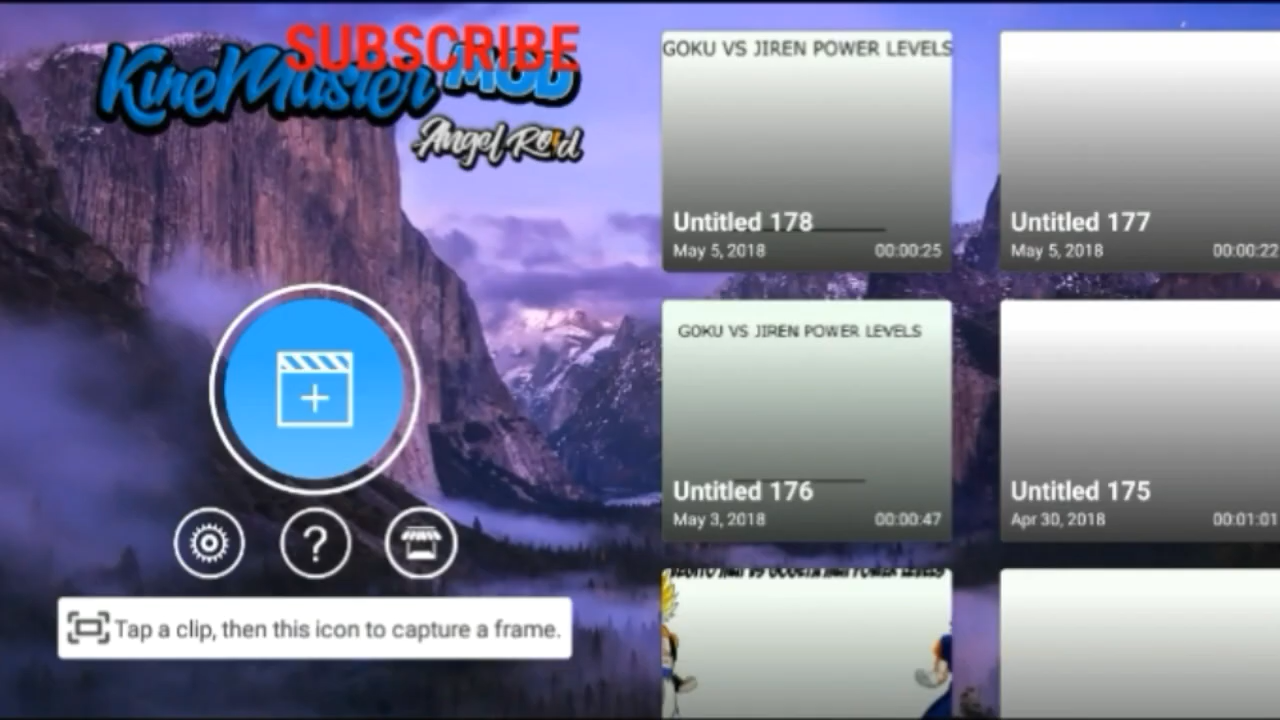 SUBSCRIBE
KineMaster MOD
GOKU VS JIREN POWER LEVELS
Untitled 178
May 5, 2018
00:00:25
Untitled 177
May 5, 2018
00:00:22
GOKU VS JIREN POWER LEVELS
Untitled 176
May 3, 2018
00:00:47
Untitled 175
Apr 30, 2018
00:01:01
Tap a clip, then this icon to capture a frame.
POWER LEVELS